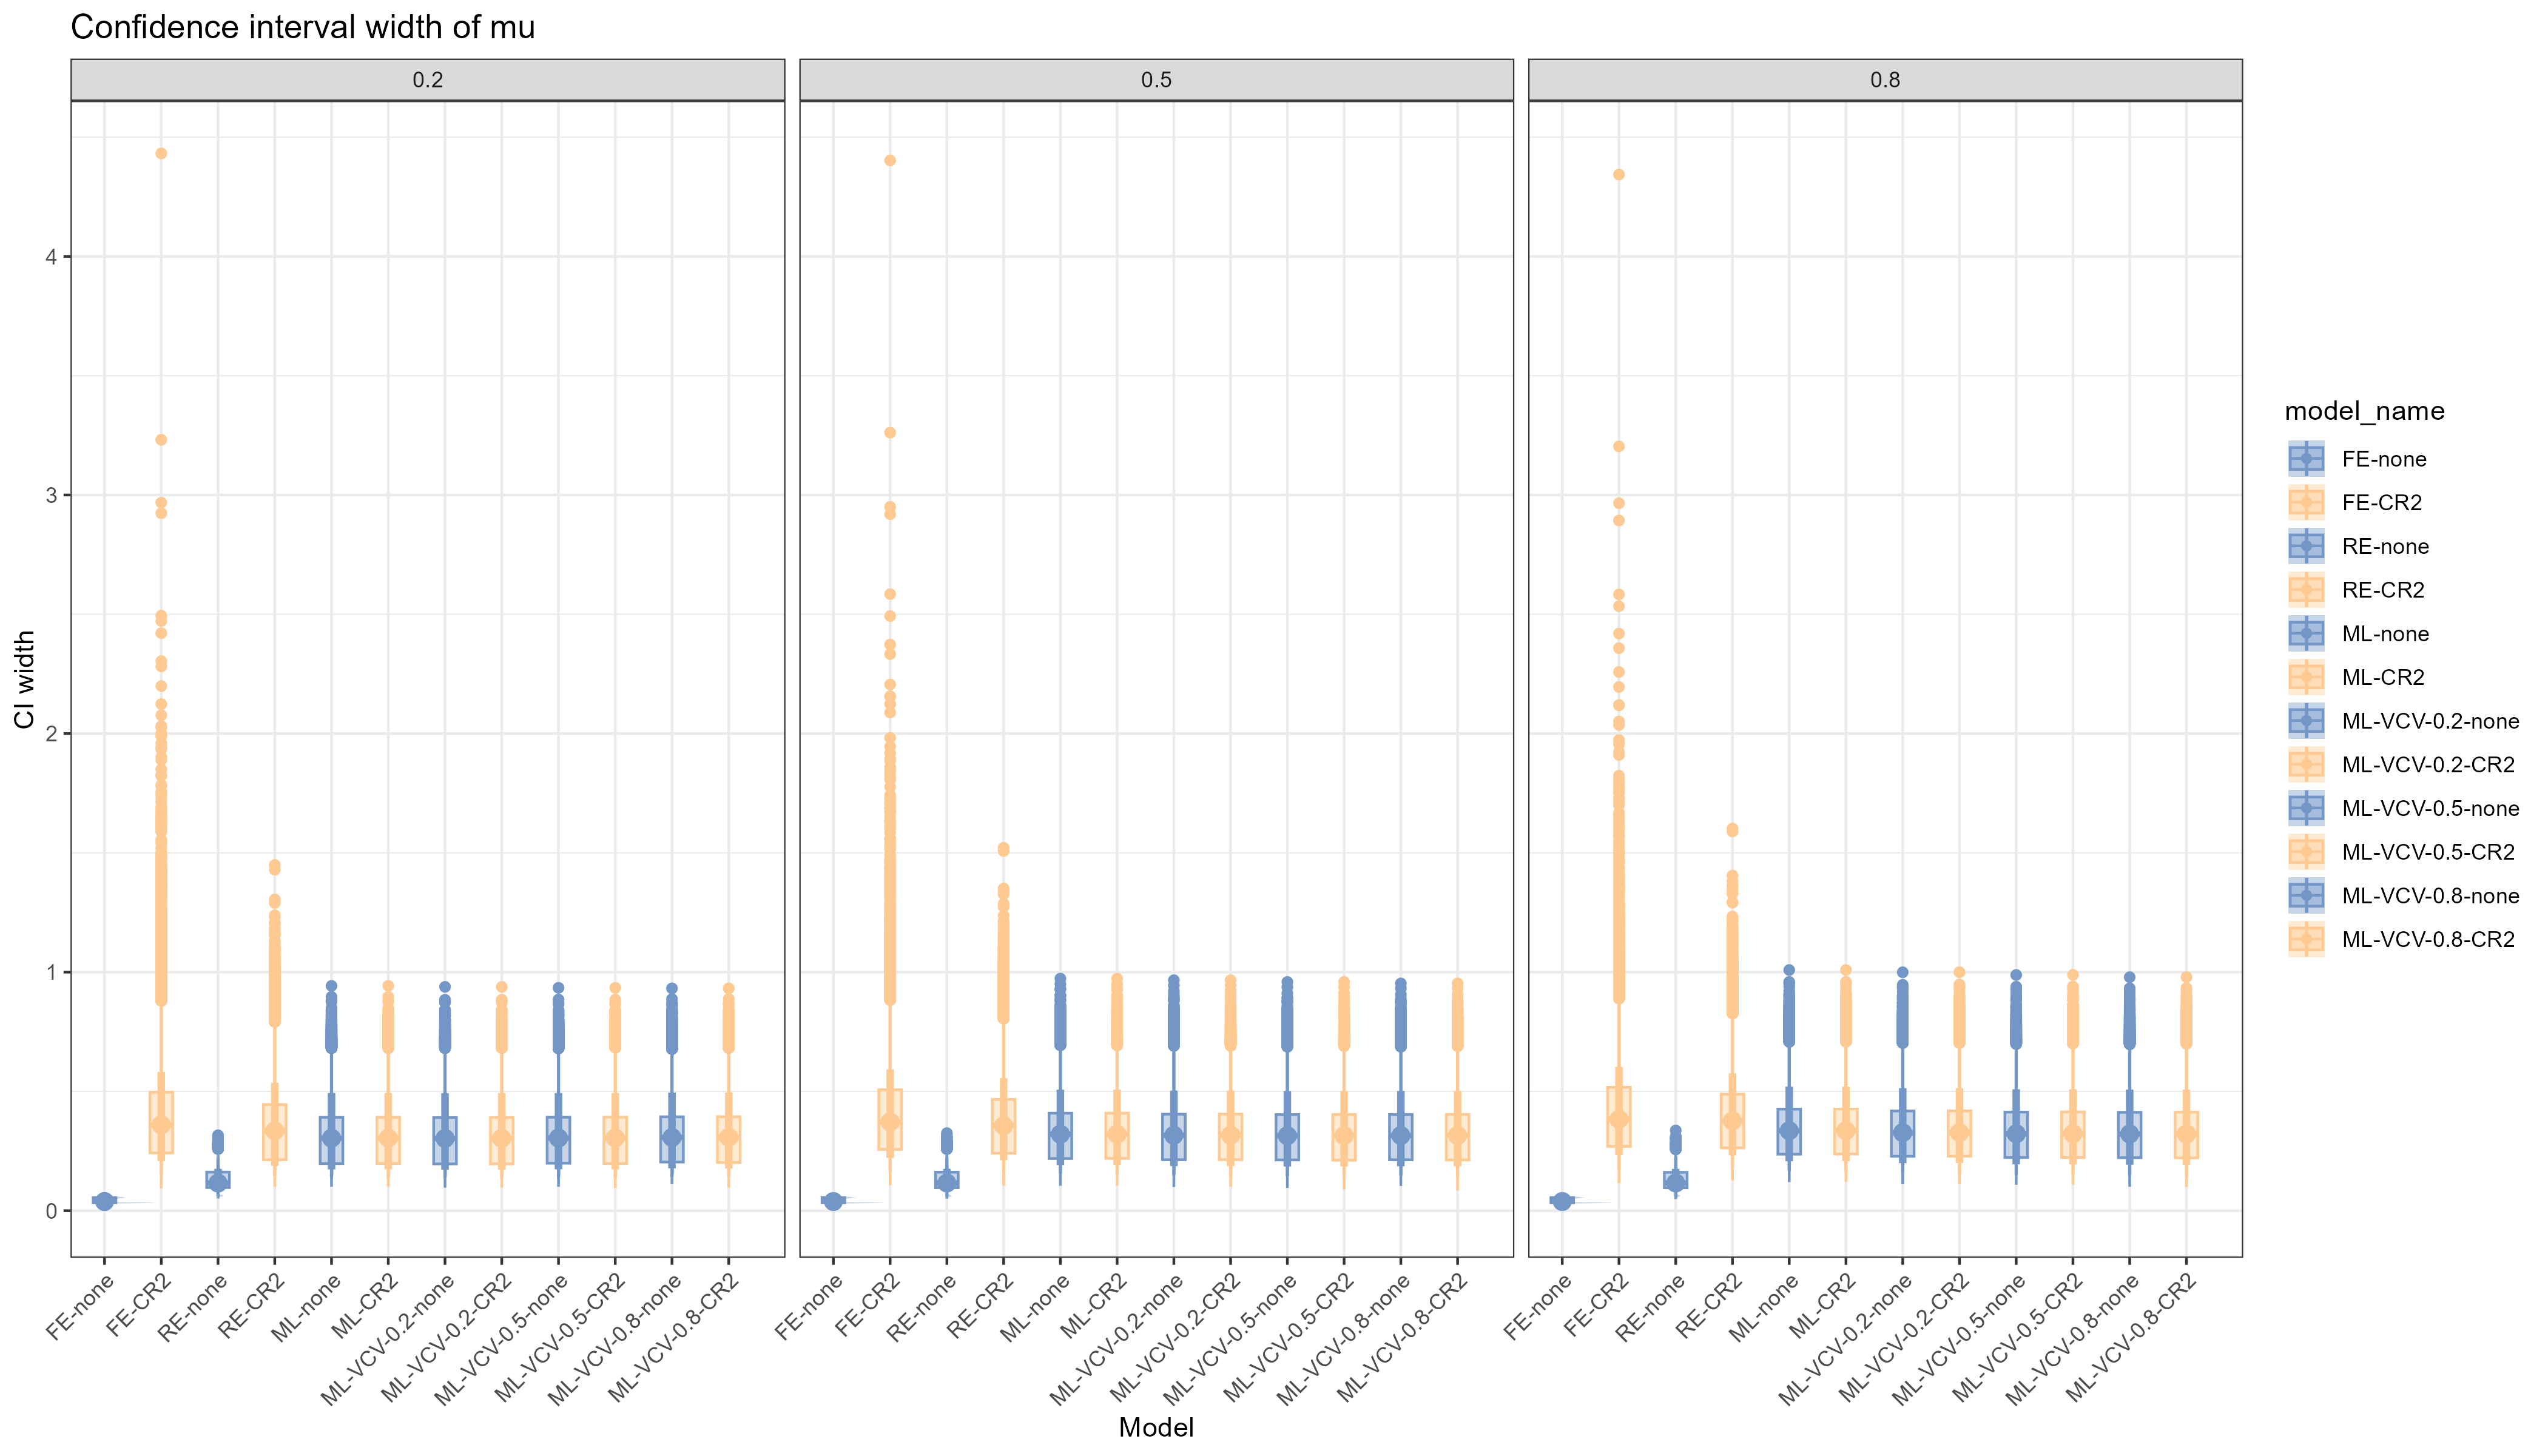 Confidence interval width of mu
0.2
0.5
0.8
CI width
4
3
2
1
0
FE-none
FE-CR2
RE-none
RE-CR2
ML-none
ML-CR2
ML-VCV-0.2-none
ML-VCV-0.2-CR2
ML-VCV-0.5-none
ML-VCV-0.5-CR2
ML-VCV-0.8-none
ML-VCV-0.8-CR2
FE-none
FE-CR2
RE-none
RE-CR2
ML-none
ML-CR2
ML-VCV-0.2-none
ML-VCV-0.2-CR2
ML-VCV-0.5-none
ML-VCV-0.5-CR2
ML-VCV-0.8-none
ML-VCV-0.8-CR2
FE-none
FE-CR2
RE-none
RE-CR2
ML-none
ML-CR2
ML-VCV-0.2-none
ML-VCV-0.2-CR2
ML-VCV-0.5-none
ML-VCV-0.5-CR2
ML-VCV-0.8-none
ML-VCV-0.8-CR2
Model
model_name
FE-none
FE-CR2
RE-none
RE-CR2
ML-none
ML-CR2
ML-VCV-0.2-none
ML-VCV-0.2-CR2
ML-VCV-0.5-none
ML-VCV-0.5-CR2
ML-VCV-0.8-none
ML-VCV-0.8-CR2